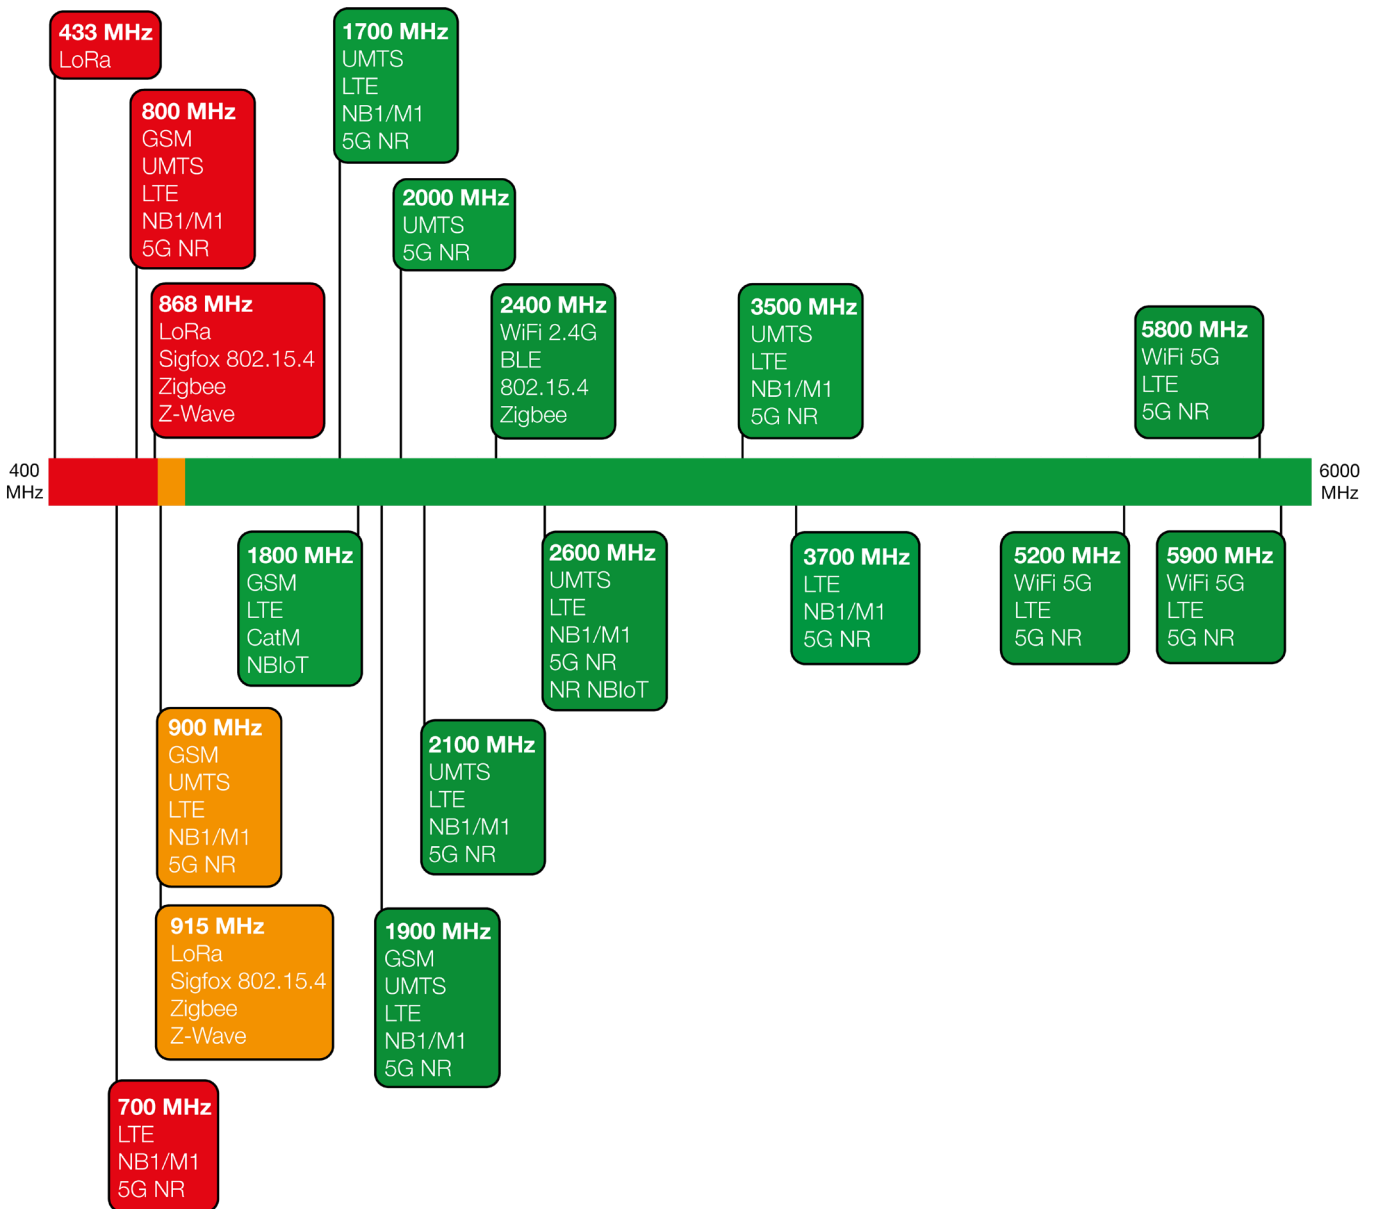 433 MHz
LoRa
800 MHz
GSM
UMTS
LTE
NB1/M1
5G NR
868 MHz
LoRa
Sigfox 802.15.4
Zigbee
Z-Wave
1700 MHz
UMTS
LTE
NB1/M1
5G NR
2000 MHz
UMTS
5G NR
2400 MHz
WiFi 2.4G
BLE
802.15.4
Zigbee
3500 MHz
UMTS
LTE
NB1/M1
5G NR
5800 MHz
WiFi 5G
LTE
5G NR
400
MHz
6000
MHz
1800 MHz
GSM
LTE
CatM
NBIoT
2600 MHz
UMTS
LTE
NB1/M1
5G NR
NR NBIoT
3700 MHz
LTE
NB1/M1
5G NR
5200 MHz
WiFi 5G
LTE
5G NR
5900 MHz
WiFi 5G
LTE
5G NR
900 MHz
GSM
UMTS
LTE
NB1/M1
5G NR
2100 MHz
UMTS
LTE
NB1/M1
5G NR
915 MHz
LoRa
Sigfox 802.15.4
Zigbee
Z-Wave
1900 MHz
GSM
UMTS
LTE
NB1/M1
5G NR
700 MHz
LTE
NB1/M1
5G NR